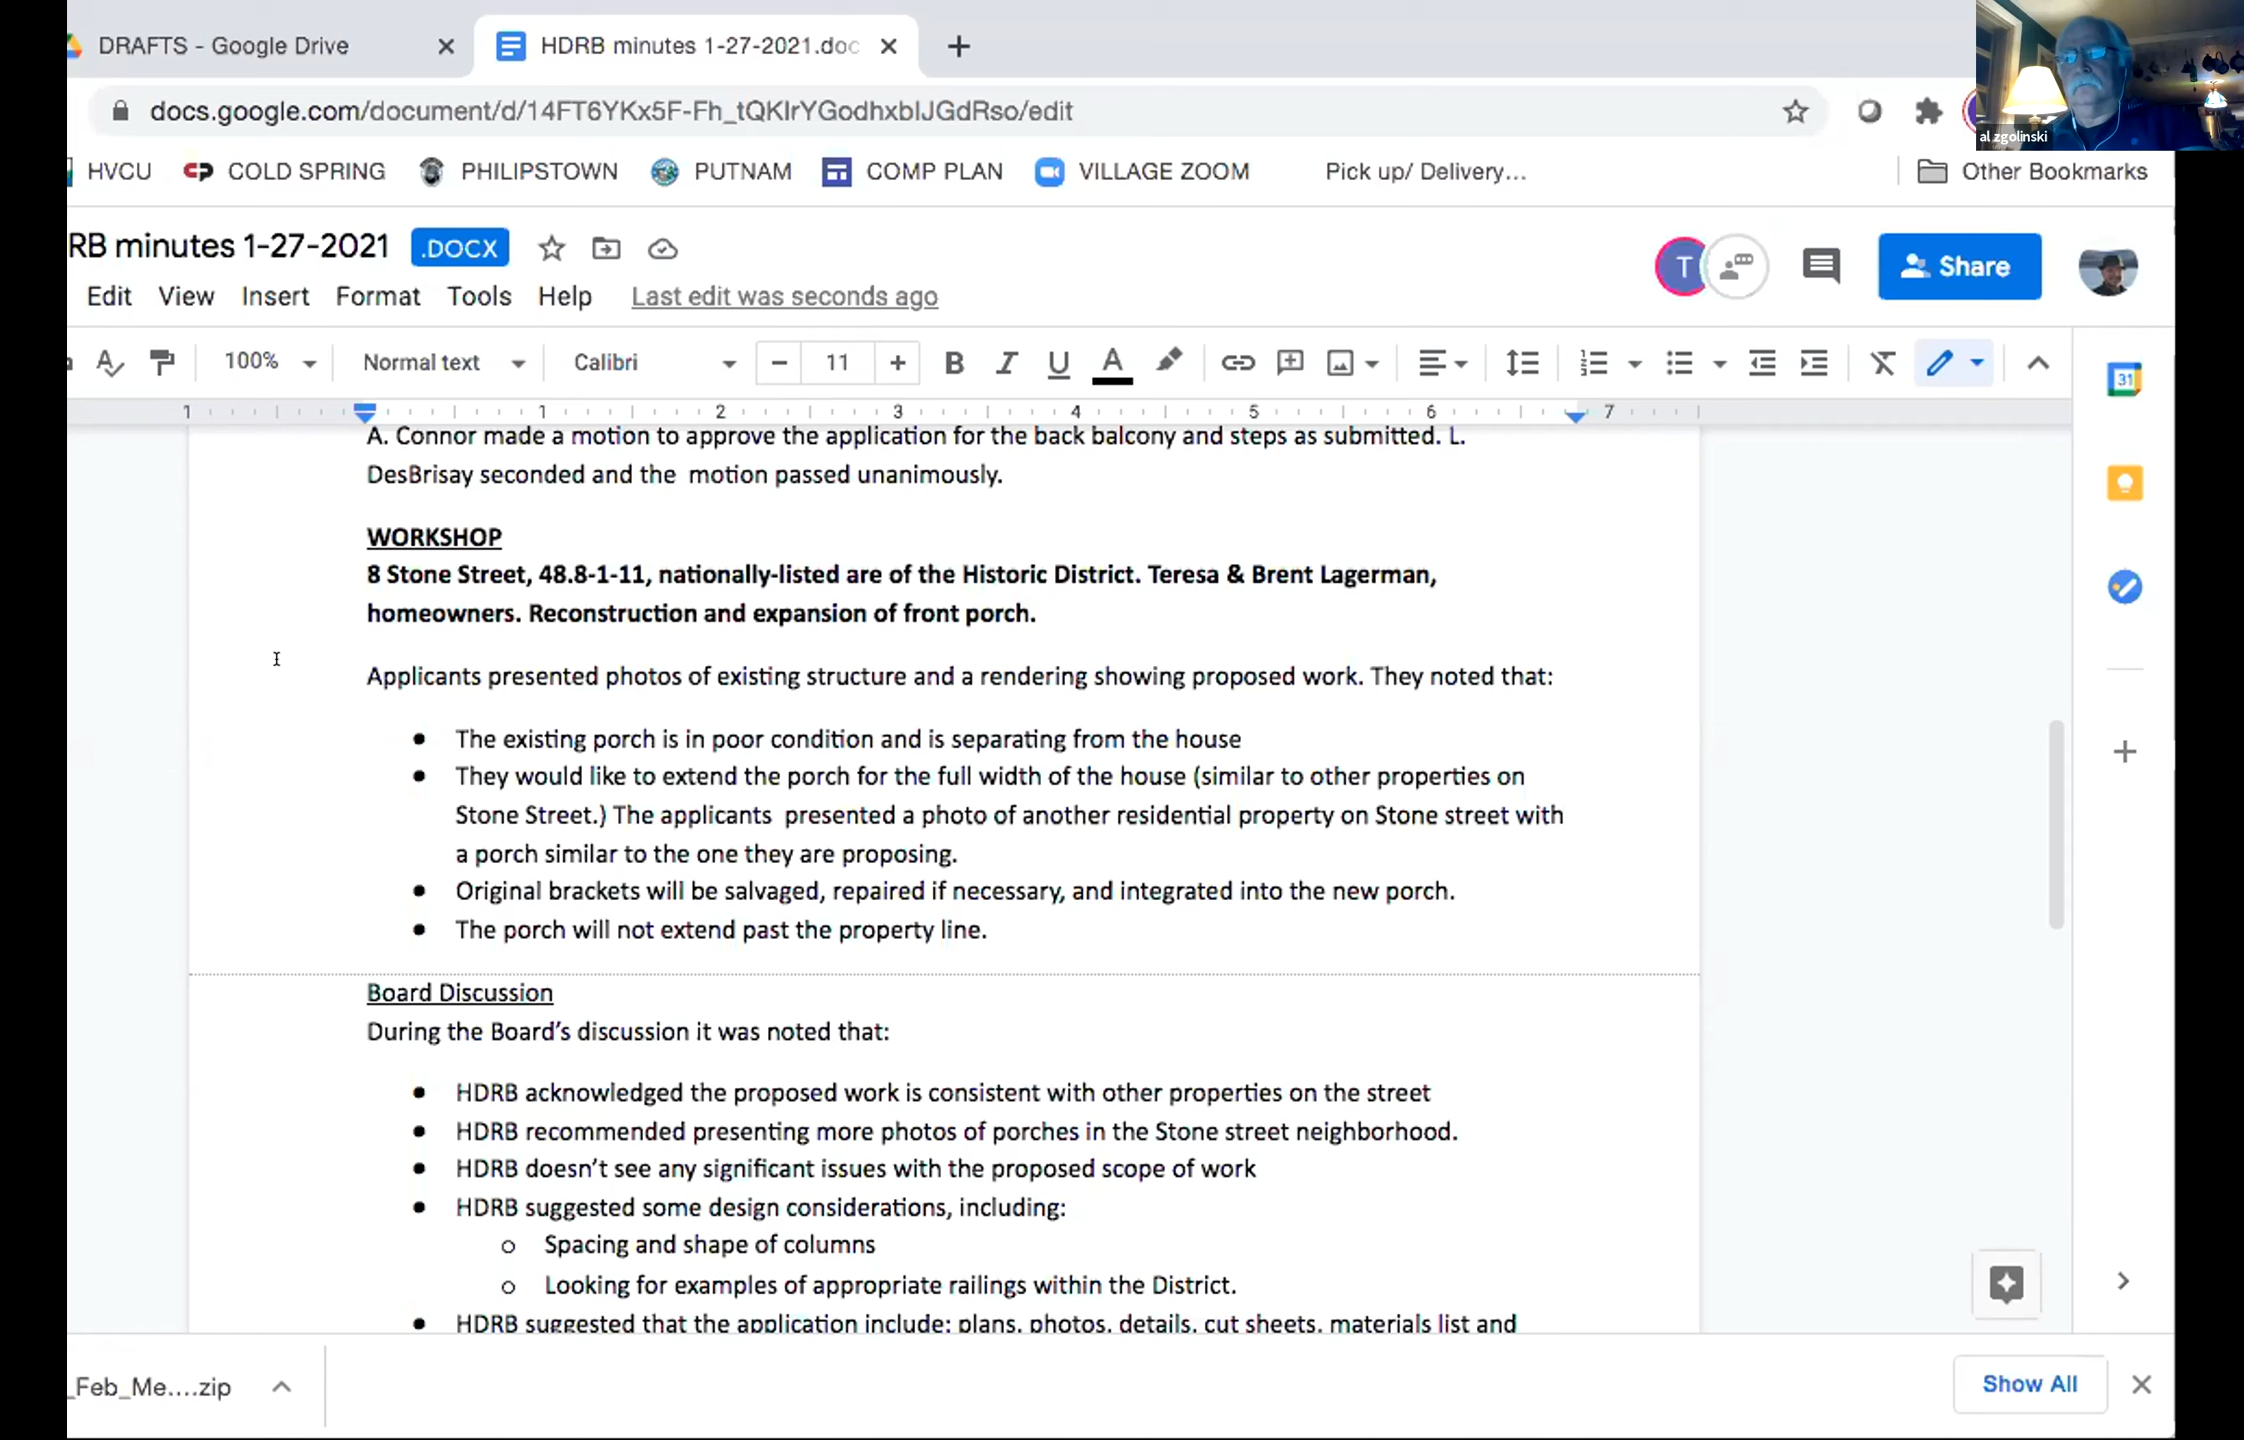 DRAFTS - Google Drive
HDRB minutes 1-27-2021.doc
al zgolinski
docs.google.com/document/d/14FT6YKx5F-Fh_tQKIrYGodhxbIJGdRso/edit
HVCU COLD SPRING PHILIPSTOWN PUTNAM COMP PLAN VILLAGE ZOOM Pick up/ Delivery... Other Bookmarks
RB minutes 1-27-2021 .DOCX
T
Share
Edit View Insert Format Tools Help Last edit was seconds ago
100% Normal text Calibri 11 B I U A
31
1 1 2 3 4 5 6 7
A. Connor made a motion to approve the application for the back balcony and steps as submitted. L.
DesBrisay seconded and the  motion passed unanimously.
WORKSHOP
8 Stone Street, 48.8-1-11, nationally-listed are of the Historic District. Teresa & Brent Lagerman,
homeowners. Reconstruction and expansion of front porch.
Applicants presented photos of existing structure and a rendering showing proposed work. They noted that:
● The existing porch is in poor condition and is separating from the house
● They would like to extend the porch for the full width of the house (similar to other properties on
Stone Street.) The applicants  presented a photo of another residential property on Stone street with
a porch similar to the one they are proposing.
● Original brackets will be salvaged, repaired if necessary, and integrated into the new porch.
● The porch will not extend past the property line.
Board Discussion
During the Board’s discussion it was noted that:
● HDRB acknowledged the proposed work is consistent with other properties on the street
● HDRB recommended presenting more photos of porches in the Stone street neighborhood.
● HDRB doesn’t see any significant issues with the proposed scope of work
● HDRB suggested some design considerations, including:
o Spacing and shape of columns
o Looking for examples of appropriate railings within the District.
● HDRB suggested that the application include: plans, photos, details, cut sheets, materials list and
_Feb_Me....zip
Show All